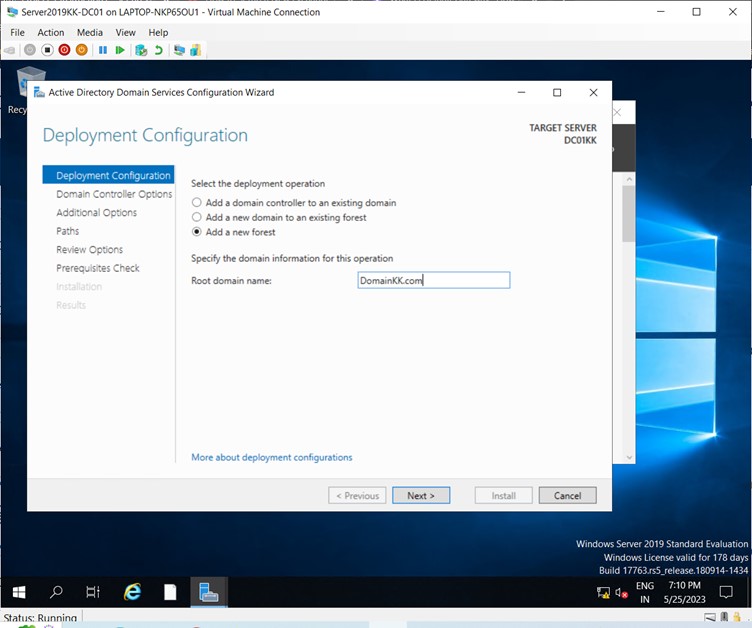 Server2019KK-DC01 on LAPTOP-NKP65OU1 - Virtual Machine Connection
File Action Media View Help
Recy
Active Directory Domain Services Configuration Wizard
Deployment Configuration
TARGET SERVER
DC01KK
Deployment Configuration
Domain Controller Options
Additional Options
Paths
Review Options
Prerequisites Check
Installation
Results
Select the deployment operation
Add a domain controller to an existing domain
Add a new domain to an existing forest
Add a new forest
Specify the domain information for this operation
Root domain name: DomainKK.com
More about deployment configurations
< Previous Next > Install Cancel
Windows Server 2019 Standard Evaluation
Windows License valid for 178 days
Build 17763.rs5_release.180914-1434
ENG 7:10 PM
IN 5/25/2023
Status: Running